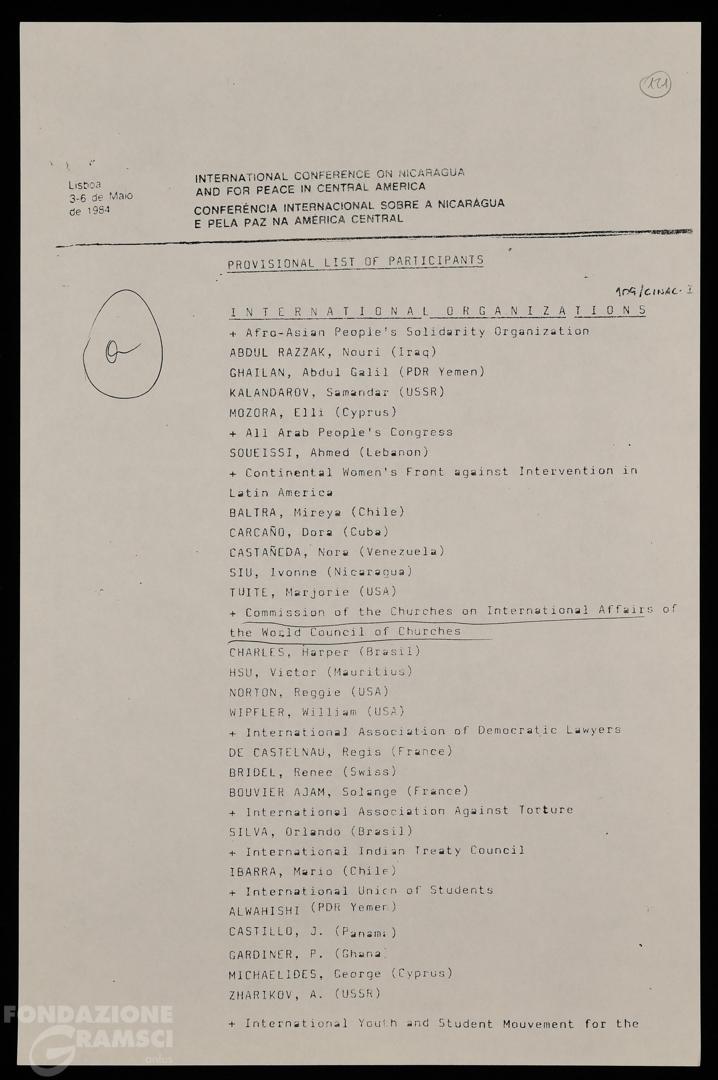 121
Lisboa
3-6 de Maio
de 1984
INTERNATIONAL CONFERENCE ON NICARAGUA
AND FOR PEACE IN CENTRAL AMERICA
CONFERÊNCIA INTERNACIONAL SOBRE A NICARÁGUA
E PELA PAZ NA AMÉRICA CENTRAL
PROVISIONAL LIST OF PARTICIPANTS
109/CINAC-I
INTERNATIONAL ORGANIZATIONS
+ Afro-Asian People's Solidarity Organization
ABDUL RAZZAK, Nouri (Iraq)
GHAILAN, Abdul Galil (PDR Yemen)
KALANDAROV, Samandar (USSR)
MOZORA, Elli (Cyprus)
+ All Arab People's Congress
SOUEISSI, Ahmed (Lebanon)
+ Continental Women's Front against Intervention in
Latin America
BALTRA, Mireya (Chile)
CARCAÑO, Dora (Cuba)
CASTAÑEDA, Nora (Venezuela)
SIU, Ivonne (Nicaragua)
TUITE, Marjorie (USA)
+ Commission of the Churches on International Affairs of
the World Council of Churches
CHARLES, Harper (Brasil)
HSU, Victor (Mauritius)
NORTON, Reggie (USA)
WIPFLER, William (USA)
+ International Association of Democratic Lawyers
DE CASTELNAU, Regis (France)
BRIDEL, Renee (Swiss)
BOUVIER AJAM, Solange (France)
+ International Association Against Torture
SILVA, Orlando (Brasil)
+ International Indian Treaty Council
IBARRA, Mario (Chile)
+ International Union of Students
ALWAHISHI (PDR Yemen)
CASTILLO, J. (Panama)
GARDINER, P. (Ghana)
MICHAELIDES, George (Cyprus)
ZHARIKOV, A. (USSR)
+ International Youth and Student Mouvement for the
FONDAZIONE
GRAMSCI
onlus